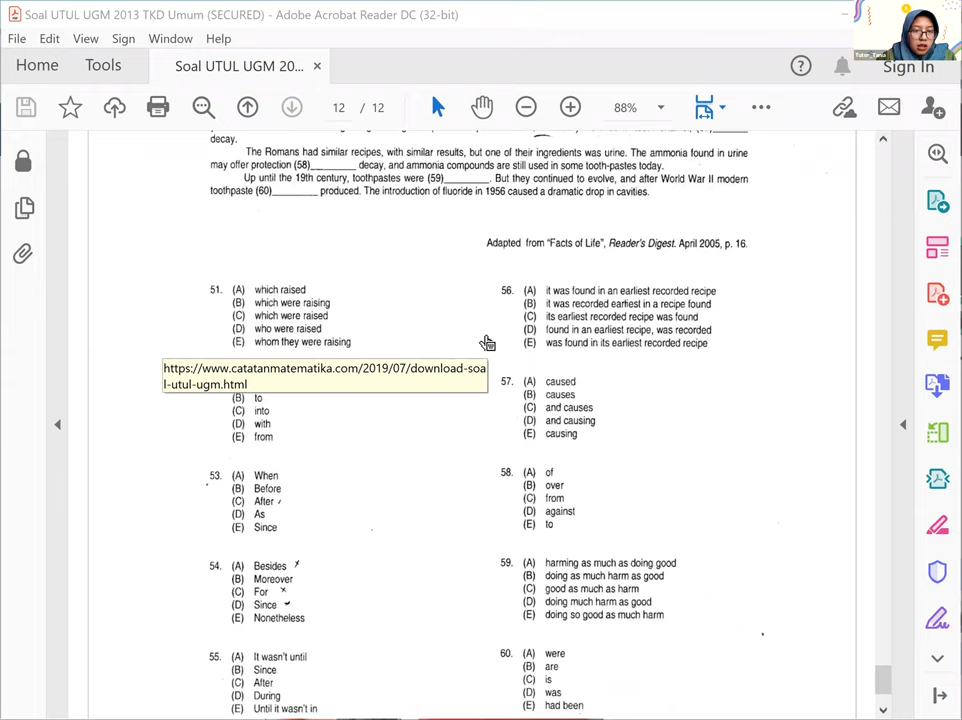 Soal UTUL UGM 2013 TKD Umum (SECURED) - Adobe Acrobat Reader DC (32-bit)
File Edit View Sign Window Help
Home Tools Soal UTUL UGM 20... × Sign In
12 / 12 88%
decay.
The Romans had similar recipes, with similar results, but one of their ingredients was urine. The ammonia found in urine
may offer protection (58)________ decay, and ammonia compounds are still used in some tooth-pastes today.
Up until the 19th century, toothpastes were (59)________. But they continued to evolve, and after World War II modern
toothpaste (60)________ produced. The introduction of fluoride in 1956 caused a dramatic drop in cavities.
Adapted from "Facts of Life", Reader's Digest. April 2005, p. 16.
51. (A) which raised
(B) which were raising
(C) which were raised
(D) who were raised
(E) whom they were raising
https://www.catatanmatematika.com/2019/07/download-soa
l-utul-ugm.html
(B) to
(C) into
(D) with
(E) from
53. (A) When
(B) Before
(C) After
(D) As
(E) Since
54. (A) Besides
(B) Moreover
(C) For
(D) Since
(E) Nonetheless
55. (A) It wasn't until
(B) Since
(C) After
(D) During
(E) Until it wasn't in
56. (A) it was found in an earliest recorded recipe
(B) it was recorded earliest in a recipe found
(C) its earliest recorded recipe was found
(D) found in an earliest recipe, was recorded
(E) was found in its earliest recorded recipe
57. (A) caused
(B) causes
(C) and causes
(D) and causing
(E) causing
58. (A) of
(B) over
(C) from
(D) against
(E) to
59. (A) harming as much as doing good
(B) doing as much harm as good
(C) good as much as harm
(D) doing much harm as good
(E) doing so good as much harm
60. (A) were
(B) are
(C) is
(D) was
(E) had been